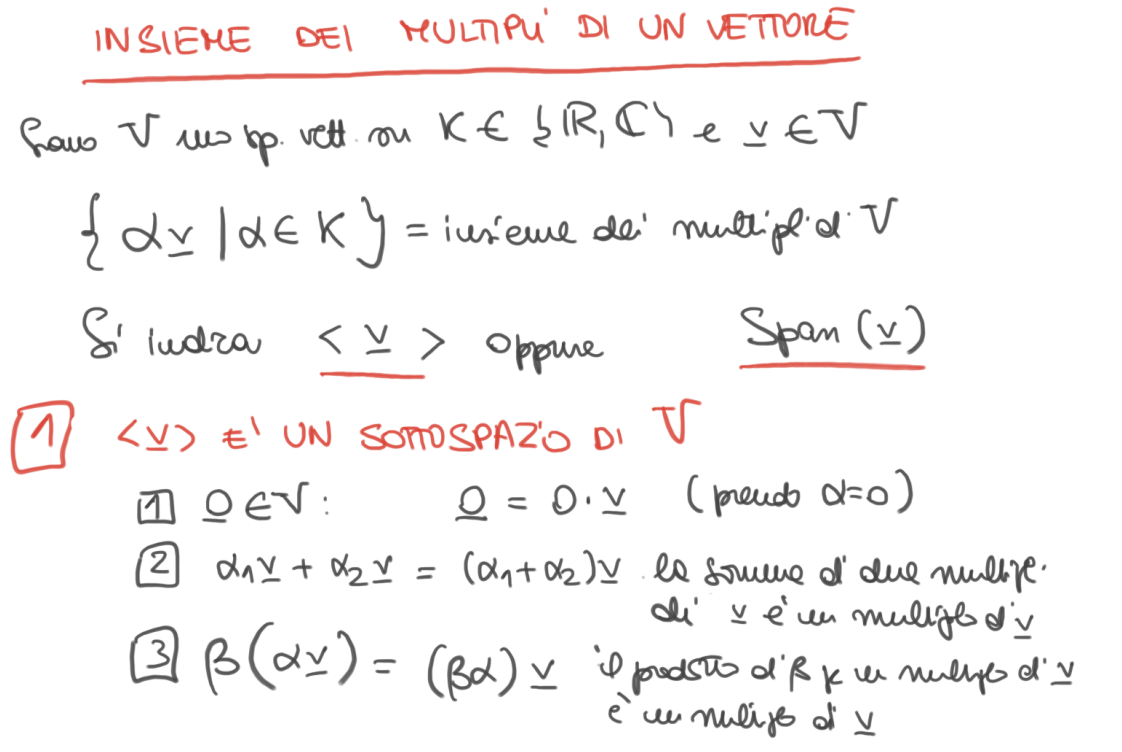 INSIEME DEI MULTIPLI DI UN VETTORE
Siano V uno sp. vett. su K ∈ {ℝ, ℂ} e v ∈ V
{ αv | α ∈ K } = insieme dei multipli di V
Si indica < v > oppure Span (v)
1 <v> E' UN SOTTOSPAZIO DI V
1 0 ∈ V : 0 = 0 · v (prendo α=0)
2 α₁v + α₂v = (α₁+α₂)v la somma di due multipli
di v è un multiplo di v
3 β(αv) = (βα) v il prodotto di β x un multiplo di v
è un multiplo di v